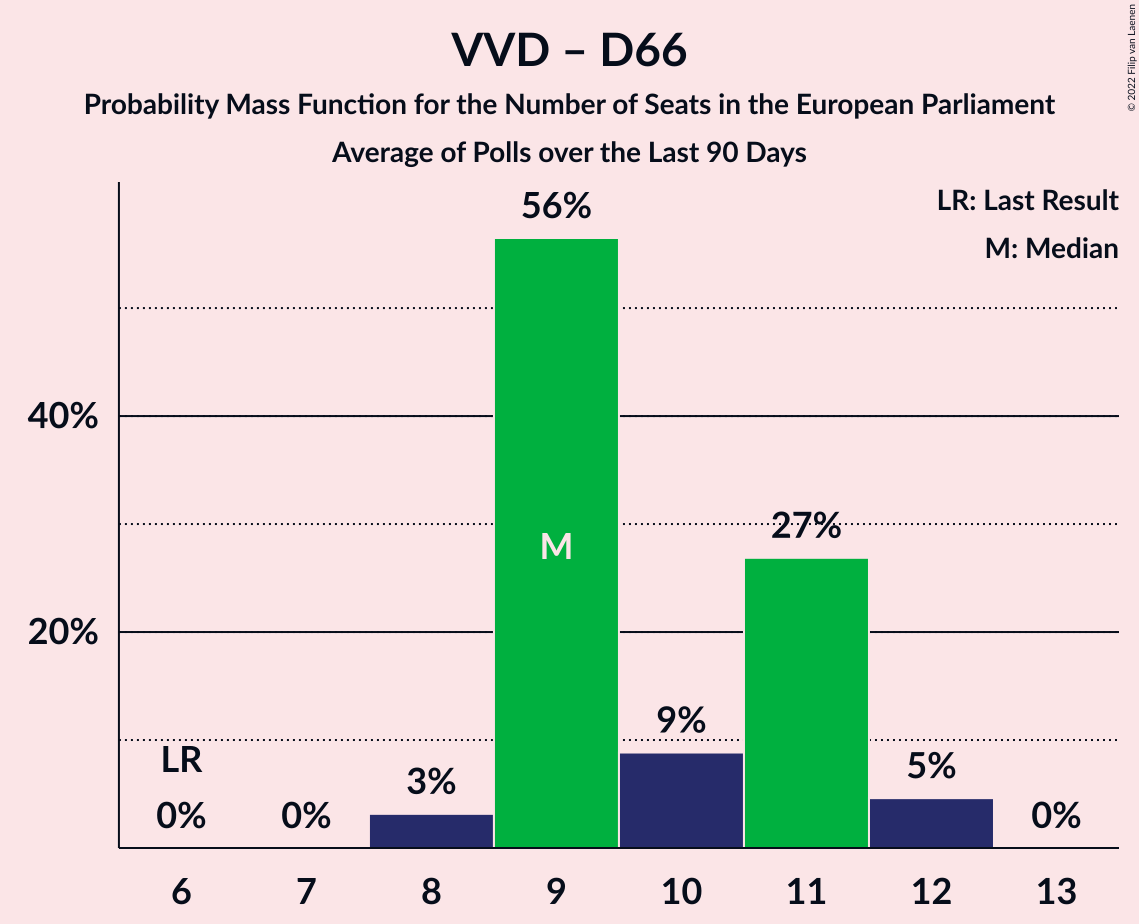 VVD – D66
Probability Mass Function for the Number of Seats in the European Parliament
Average of Polls over the Last 90 Days
© 2022 Filip van Laenen
LR: Last Result
M: Median
56%
40%
M
27%
20%
9%
LR
5%
3%
0%
0%
0%
6 7 8 9 10 11 12 13